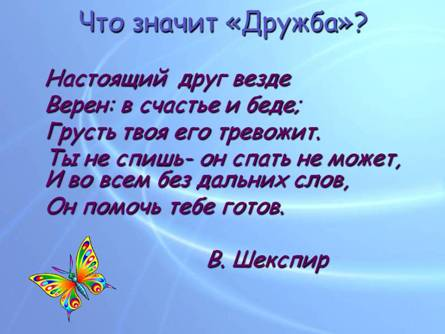 Что значит «Дружба»?
Настоящий друг везде
Верен: в счастье и беде;
Грусть твоя его тревожит.
Ты не спишь- он спать не может,
И во всем без дальних слов,
Он помочь тебе готов.
В. Шекспир